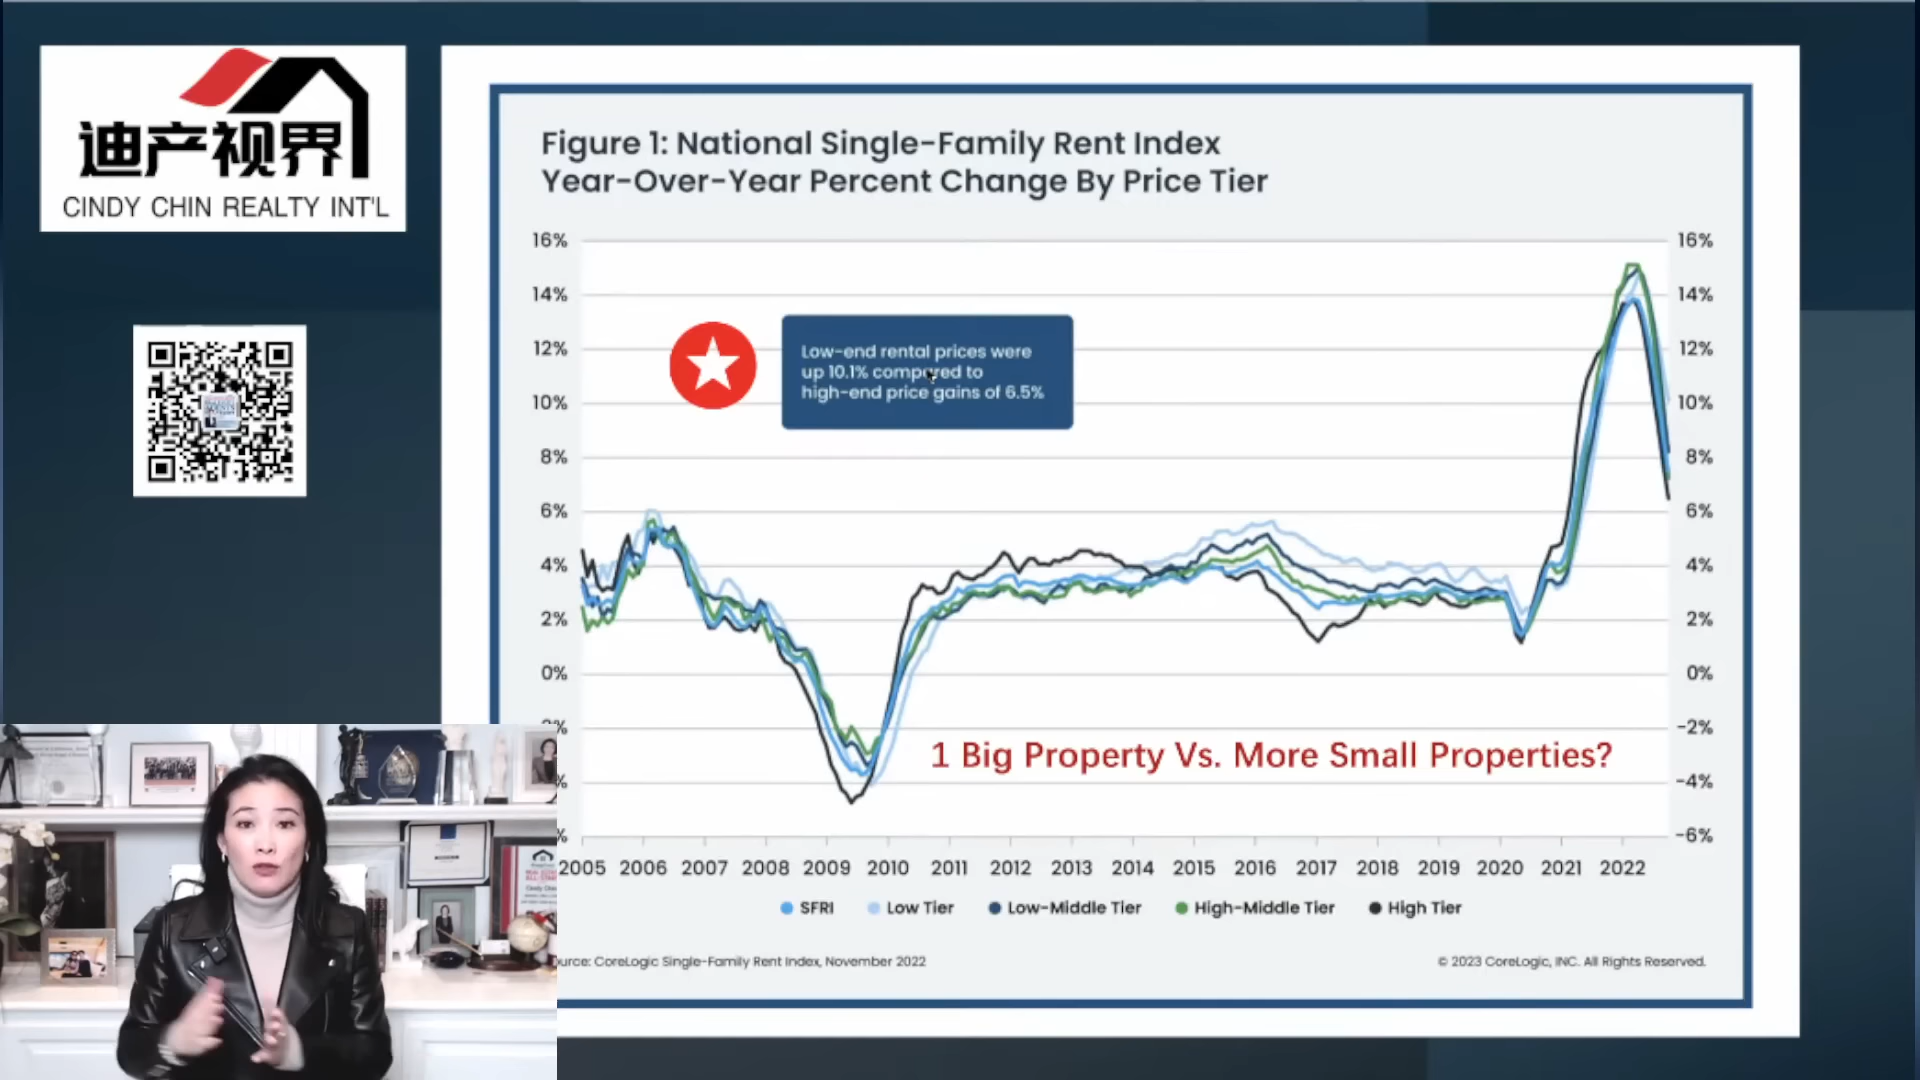 迪产视界
CINDY CHIN REALTY INT'L
Figure 1: National Single-Family Rent Index
Year-Over-Year Percent Change By Price Tier
16%
14%
12%
10%
8%
6%
4%
2%
0%
16%
14%
12%
10%
8%
6%
4%
2%
0%
-2%
-4%
-6%
Low-end rental prices were
up 10.1% compared to
high-end price gains of 6.5%
1 Big Property Vs. More Small Properties?
2005 2006 2007 2008 2009 2010 2011 2012 2013 2014 2015 2016 2017 2018 2019 2020 2021 2022
SFRI Low Tier Low-Middle Tier High-Middle Tier High Tier
CoreLogic Single-Family Rent Index, November 2022
© 2023 CoreLogic, INC. All Rights Reserved.